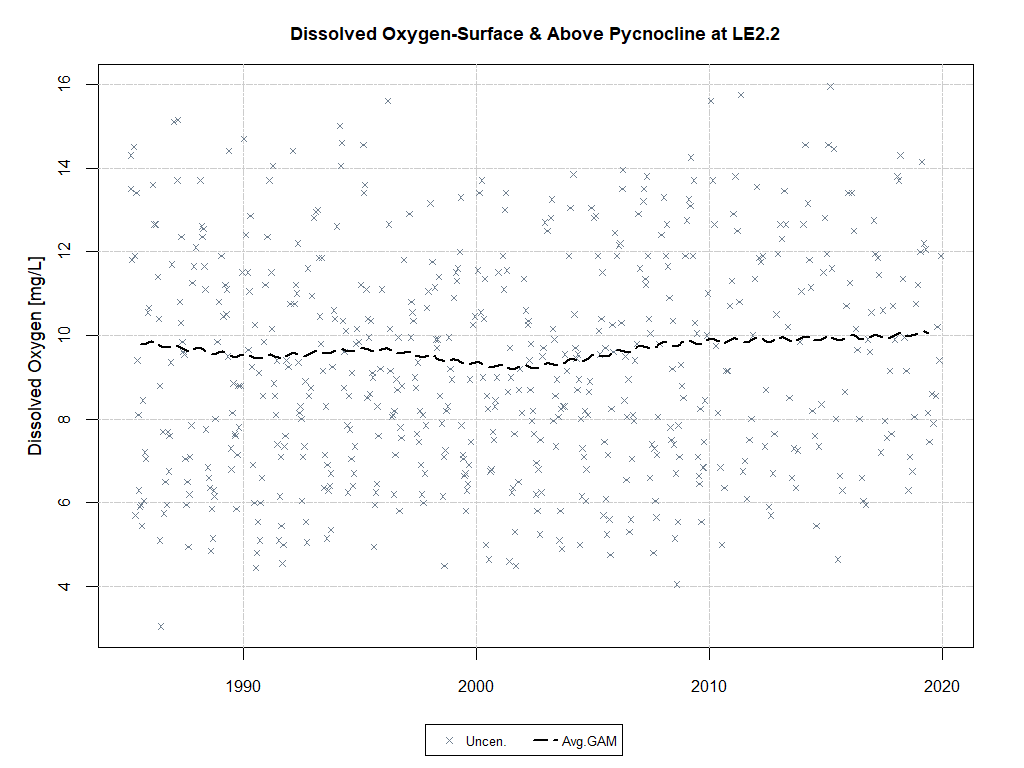 Dissolved Oxygen-Surface & Above Pycnocline at LE2.2
Dissolved Oxygen [mg/L]
16
14
12
10
8
6
4
1990 2000 2010 2020
Uncen. Avg.GAM